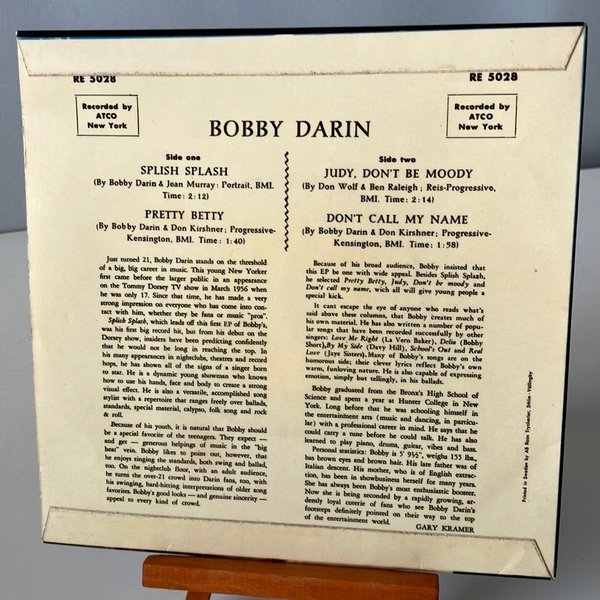 RE 5028
RE 5028
Recorded by
ATCO
New York
Recorded by
ATCO
New York
BOBBY DARIN
Side one
SPLISH SPLASH
(By Bobby Darin & Jean Murray: Portrait, BMI.
Time: 2:12)
PRETTY BETTY
(By Bobby Darin & Don Kirshner; Progressive-
Kensington, BMI. Time: 1:40)
Side two
JUDY, DON'T BE MOODY
(By Don Wolf & Ben Raleigh; Reis-Progressive,
BMI. Time: 2:14)
DON'T CALL MY NAME
(By Bobby Darin & Don Kirshner; Progressive-
Kensington, BMI. Time: 1:58)
Just turned 21, Bobby Darin stands on the threshold
of a big, big career in music. This young New Yorker
first came before the larger public in an appearance
on the Tommy Dorsey TV show in March 1956 when
he was only 17. Since that time, he has made a very
strong impression on everyone who has come into con-
tact with him, whether they be fans or music "pros".
Splish Splash, which leads off this first EP of Bobby's,
was his first big record hit, but from his debut on the
Dorsey show, insiders have been predicting confidently
that he would not be long in reaching the top. In
his many appearances in nightclubs, theatres and record
hops, he has shown all of the signs of a singer born
to star. He is a dynamic young showman who knows
how to use his hands, face and body to create a strong
visual effect. He is also a versatile, accomplished song
stylist with a repertoire that ranges freely over ballads,
standards, special material, calypso, folk song and rock
& roll.
Because of his youth, it is natural that Bobby should
be a special favorite of the teenagers. They expect —
and get — generous helpings of music in the "big
beat" vein. Bobby likes to point out, however, that
he enjoys singing the standards, both swing and ballad,
too. On the nightclub floor, with an adult audience,
he turns the over-21 crowd into Darin fans, too, with
his swinging, hard-hitting interpretations of older song
favorites. Bobby's good looks — and genuine sincerity —
appeal to every kind of crowd.
Because of his broad audience, Bobby insisted that
this EP be one with wide appeal. Besides Splish Splash,
he selected Pretty Betty, Judy, Don't be moody and
Don't call my name, wich all will give young people a
special kick.
It cant escape the eye of anyone who reads what's
said above these columns, that Bobby creates much of
his own material. He has also written a number of popu-
lar songs that have been recorded successfully by other
singers: Love Me Right (La Vern Baker), Delia (Bobby
Short),By My Side (Davy Hill), School's Out and Real
Love (Jaye Sisters).Many of Bobby's songs are on the
humorous side; their clever lyrics reflect Bobby's own
warm, funloving nature. He is also capable of expressing
emotion, simply but tellingly, in his ballads.
Bobby graduated from the Bronx's High School of
Science and spent a year at Hunter College in New
York. Long before that he was schooling himself in
the entertainment arts (music and dancing, in particu-
lar) with a professional career in mind. He says that he
could carry a tune before he could talk. He has also
learned to play piano, drums, guitar, vibes and bass.
Personal statistics: Bobby is 5' 9½", weighs 155 lbs.,
has brown eyes and brown hair. His late father was of
Italian descent. His mother, who is of English extrac-
tion, has been in showbusiness herself for many years.
She has always been Bobby's most enthusiastic booster.
Now she is being seconded by a rapidly growing, ar-
dently loyal coterie of fans who see Bobby Darin's
footsteps definitely pointed on their way to the top
of the entertainment world.
GARY KRAMER
Printed in Sweden by AB Rano Tryckerier, Solna - Vällingby